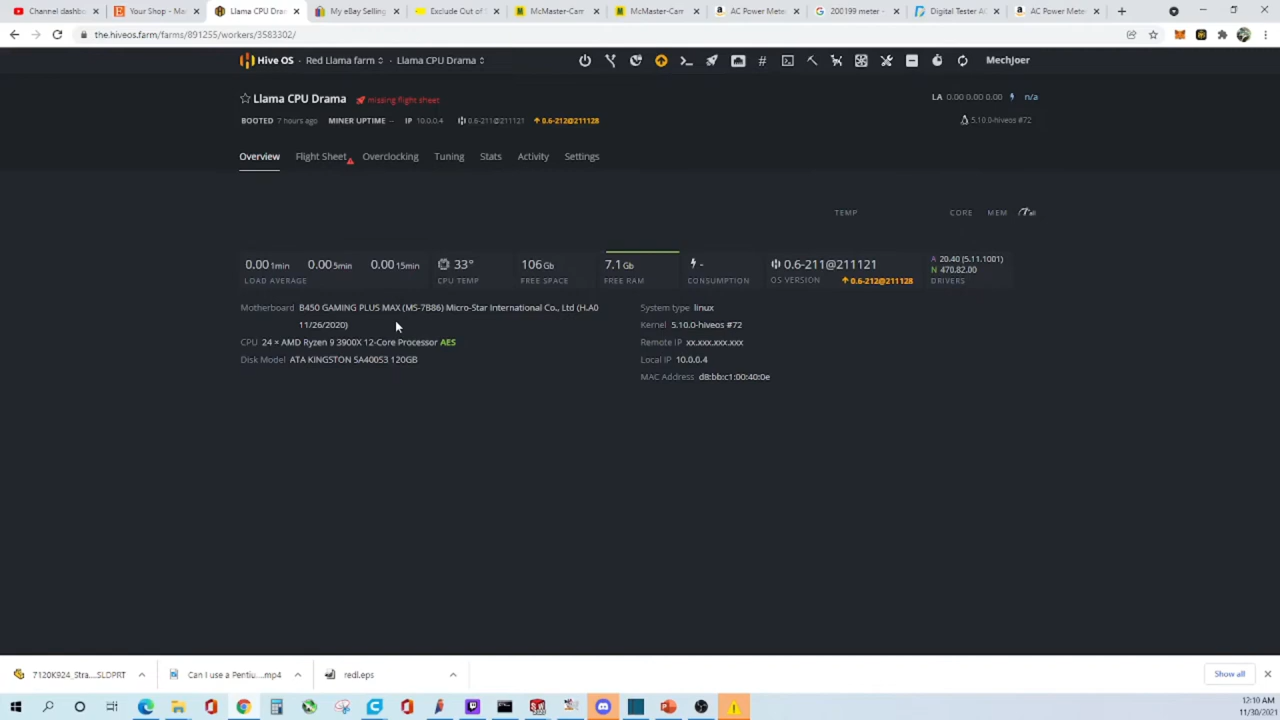 Channel dashbo
Your Shop - Ma
Llama CPU Dram
My eBay Selling
Exclude Out of S
McMaster-Carr
McMaster-Carr
AC Power Mete
200199 meter -
Digital Tester AC
AC Power Mete
the.hiveos.farm/farms/891255/workers/3583302/
Hive OS Red Llama farm Llama CPU Drama
MechJoer
Llama CPU Drama missing flight sheet
LA 0.00 0.00 0.00 n/a
BOOTED 7 hours ago MINER UPTIME -- IP 10.0.0.4 0.6-211@211121 0.6-212@211128
5.10.0-hiveos #72
Overview Flight Sheet Overclocking Tuning Stats Activity Settings
TEMP CORE MEM all
0.00 1min 0.00 5min 0.00 15min 33° 106 Gb 7.1 Gb - 0.6-211@211121 A 20.40 (5.11.1001)
N 470.82.00
LOAD AVERAGE CPU TEMP FREE SPACE FREE RAM CONSUMPTION OS VERSION 0.6-212@211128 DRIVERS
Motherboard B450 GAMING PLUS MAX (MS-7B86) Micro-Star International Co., Ltd (H.A0
11/26/2020)
CPU 24 × AMD Ryzen 9 3900X 12-Core Processor AES
Disk Model ATA KINGSTON SA400S3 120GB
System type linux
Kernel 5.10.0-hiveos #72
Remote IP xx.xxx.xxx.xxx
Local IP 10.0.0.4
MAC Address d8:bb:c1:00:40:0e
7120K924_Stra....SLDPRT
Can I use a Pentiu....mp4
redl.eps
Show all
12:10 AM
11/30/2021